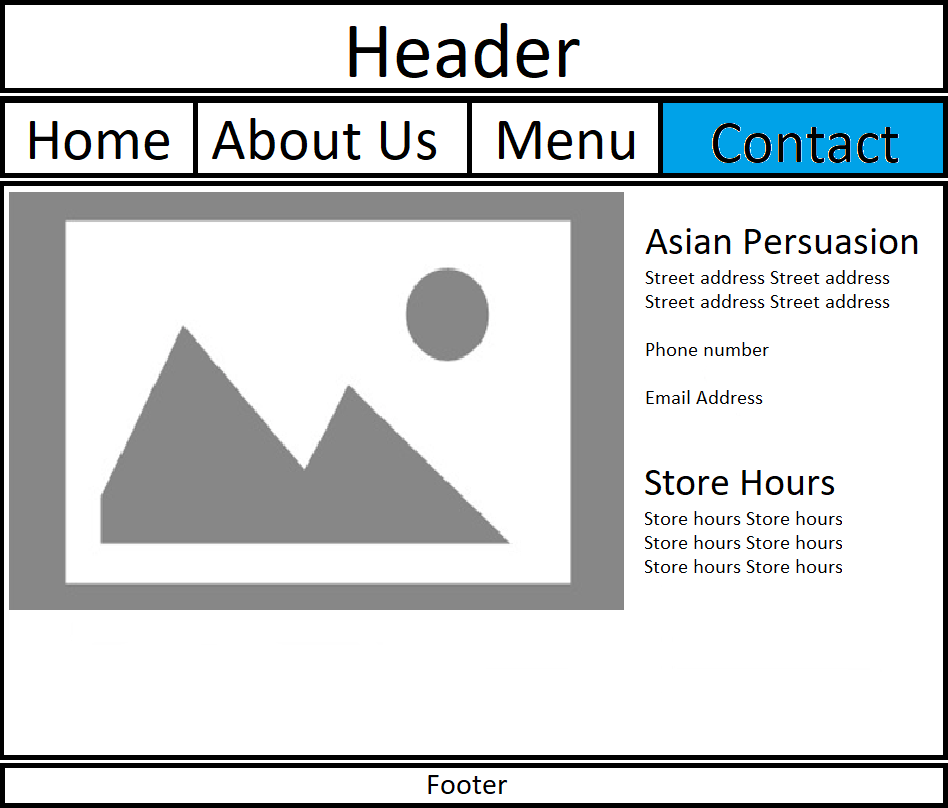 Header
Home About Us Menu Contact
Asian Persuasion
Street address Street address
Street address Street address
Phone number
Email Address
Store Hours
Store hours Store hours
Store hours Store hours
Store hours Store hours
Footer